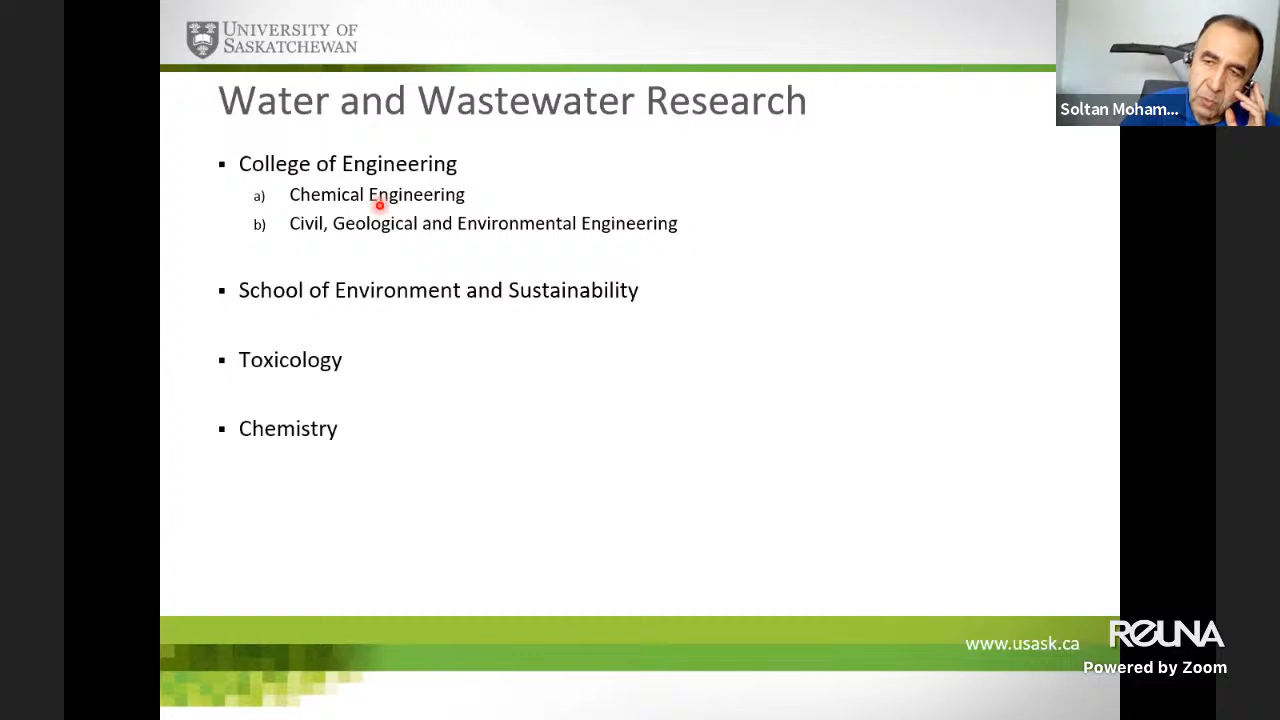 UNIVERSITY OF
SASKATCHEWAN
Water and Wastewater Research
Soltan Moham...
▪ College of Engineering
a) Chemical Engineering
b) Civil, Geological and Environmental Engineering
▪ School of Environment and Sustainability
▪ Toxicology
▪ Chemistry
www.usask.ca
REUNA
Powered by Zoom